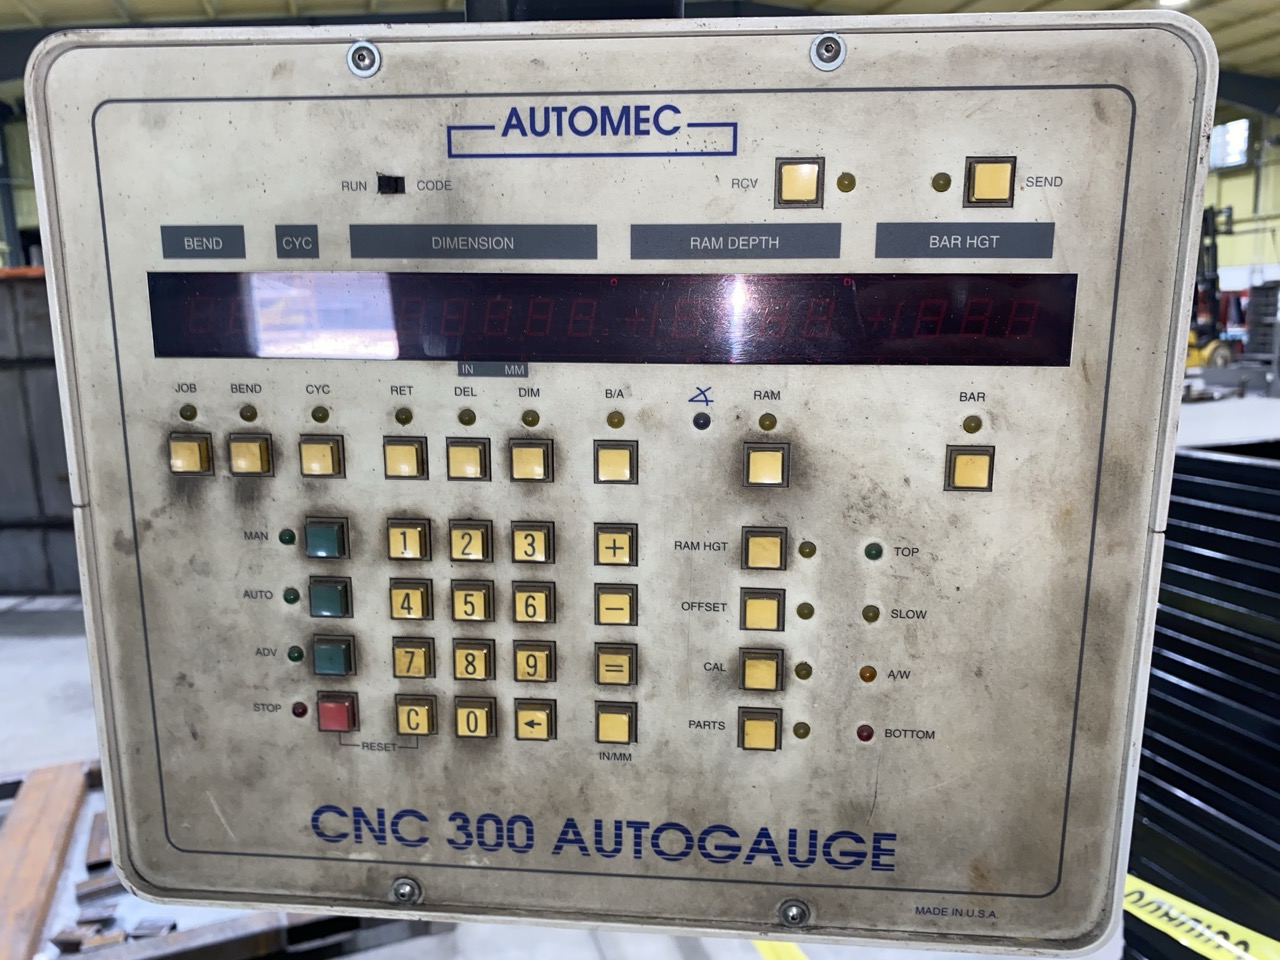 AUTOMEC
RUN CODE
RCV SEND
BEND CYC DIMENSION RAM DEPTH BAR HGT
IN MM
JOB BEND CYC RET DEL DIM B/A RAM BAR
MAN 1 2 3 + RAM HGT TOP
AUTO 4 5 6 − OFFSET SLOW
ADV 7 8 9 = CAL A/W
STOP C 0 ← PARTS BOTTOM
RESET IN/MM
CNC 300 AUTOGAUGE
MADE IN U.S.A.